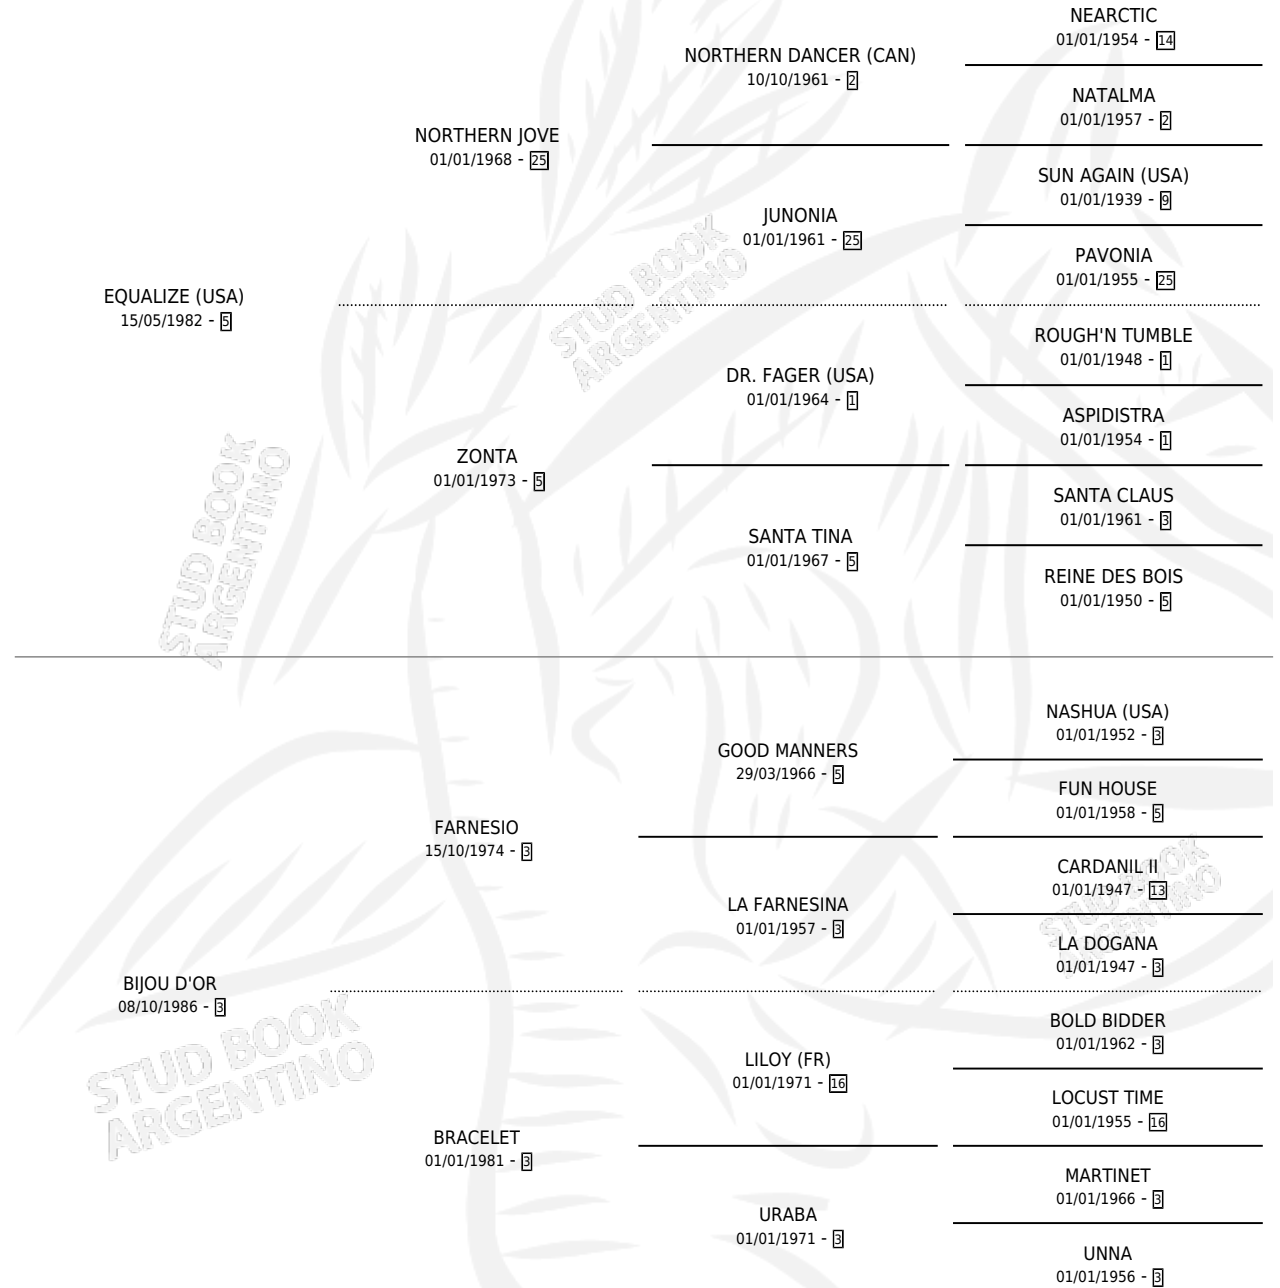 NEARCTIC
01/01/1954 - 14
NORTHERN DANCER (CAN)
10/10/1961 - 2
NATALMA
01/01/1957 - 2
NORTHERN JOVE
01/01/1968 - 25
SUN AGAIN (USA)
01/01/1939 - 9
JUNONIA
01/01/1961 - 25
PAVONIA
01/01/1955 - 25
EQUALIZE (USA)
15/05/1982 - 5
STUD BOOK
ARGENTINO
ROUGH'N TUMBLE
01/01/1948 - 1
DR. FAGER (USA)
01/01/1964 - 1
ASPIDISTRA
01/01/1954 - 1
ZONTA
01/01/1973 - 5
SANTA CLAUS
01/01/1961 - 3
SANTA TINA
01/01/1967 - 5
REINE DES BOIS
01/01/1950 - 5
STUD BOOK
ARGENTINO
NASHUA (USA)
01/01/1952 - 3
GOOD MANNERS
29/03/1966 - 5
FUN HOUSE
01/01/1958 - 5
FARNESIO
15/10/1974 - 3
CARDANIL II
01/01/1947 - 13
LA FARNESINA
01/01/1957 - 3
LA DOGANA
01/01/1947 - 3
STUD BOOK
ARGENTINO
BIJOU D'OR
08/10/1986 - 3
STUD BOOK
ARGENTINO
BOLD BIDDER
01/01/1962 - 3
LILOY (FR)
01/01/1971 - 16
LOCUST TIME
01/01/1955 - 16
BRACELET
01/01/1981 - 3
MARTINET
01/01/1966 - 3
URABA
01/01/1971 - 3
UNNA
01/01/1956 - 3